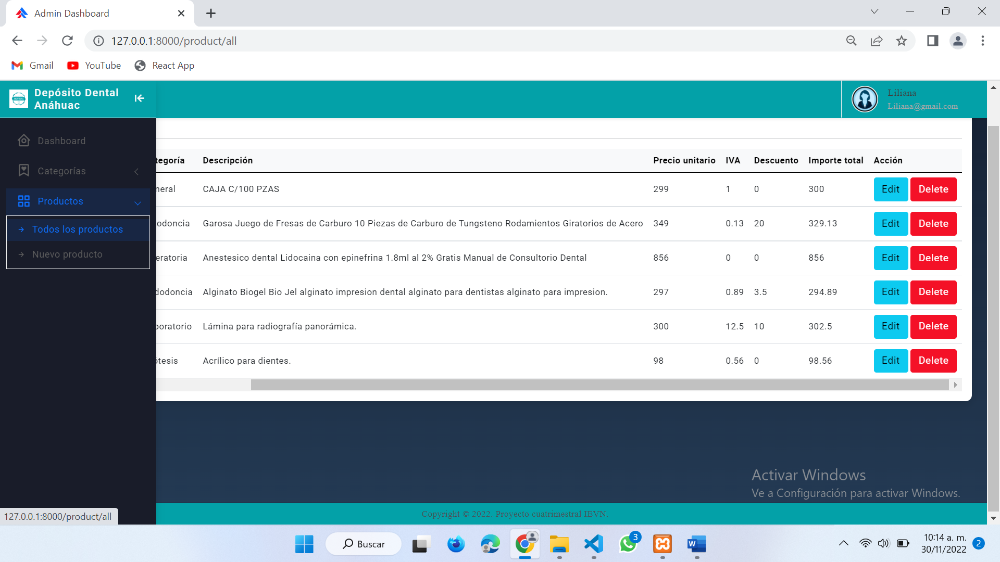 Admin Dashboard
127.0.0.1:8000/product/all
Gmail YouTube React App
Depósito Dental
Anáhuac
Liliana
Liliana@gmail.com
Dashboard
Categorías
Productos
Todos los productos
Nuevo producto
tegoría Descripción Precio unitario IVA Descuento Importe total Acción
neral CAJA C/100 PZAS 299 1 0 300 Edit Delete
odoncia Garosa Juego de Fresas de Carburo 10 Piezas de Carburo de Tungsteno Rodamientos Giratorios de Acero 349 0.13 20 329.13 Edit Delete
eratoria Anestesico dental Lidocaina con epinefrina 1.8ml al 2% Gratis Manual de Consultorio Dental 856 0 0 856 Edit Delete
dodoncia Alginato Biogel Bio Jel alginato impresion dental alginato para dentistas alginato para impresion. 297 0.89 3.5 294.89 Edit Delete
boratorio Lámina para radiografía panorámica. 300 12.5 10 302.5 Edit Delete
ótesis Acrílico para dientes. 98 0.56 0 98.56 Edit Delete
Activar Windows
Ve a Configuración para activar Windows.
Copyright © 2022. Proyecto cuatrimestral IEVN.
127.0.0.1:8000/product/all
Buscar
3
10:14 a. m.
30/11/2022
2